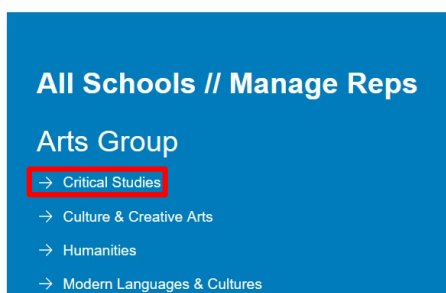 All Schools // Manage Reps
Arts Group
→ Critical Studies
→ Culture & Creative Arts
→ Humanities
→ Modern Languages & Cultures